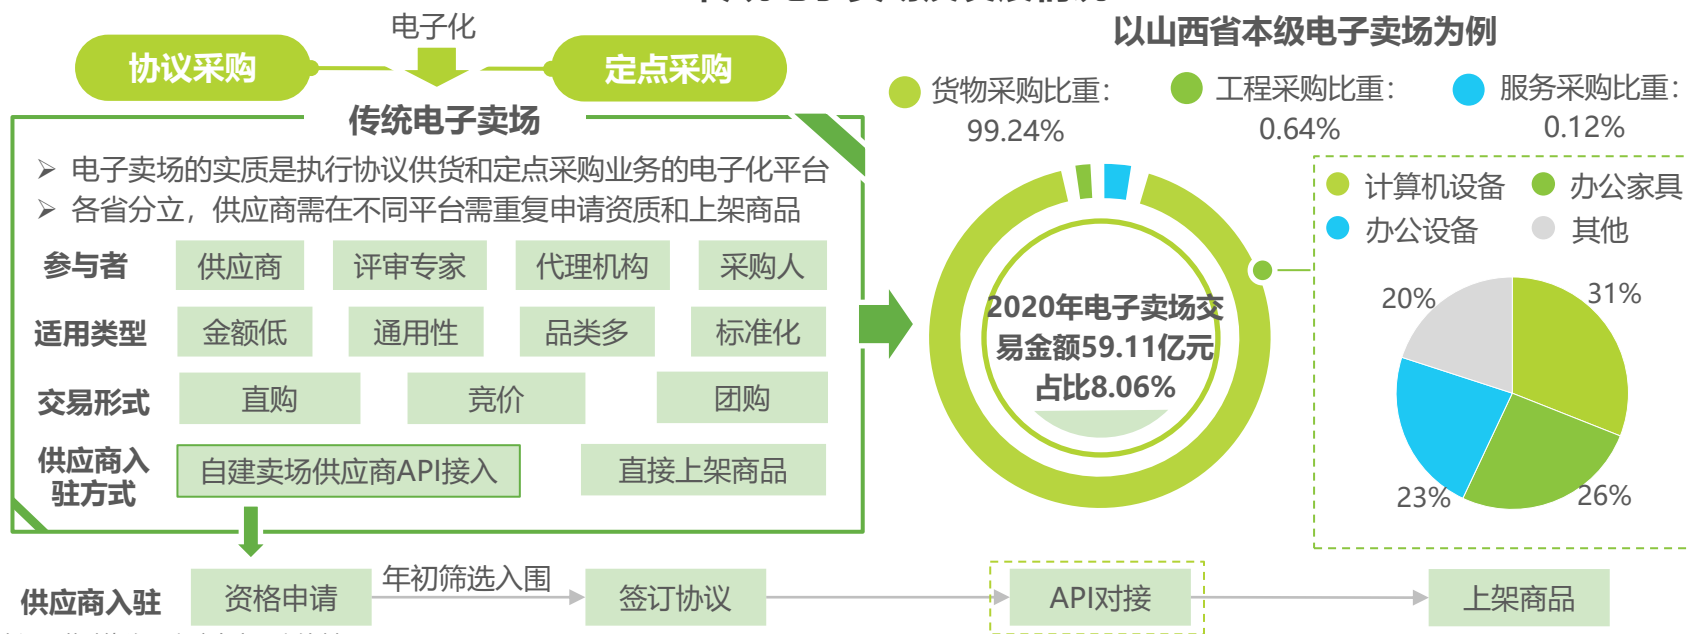 电子化
协议采购
定点采购
传统电子卖场
电子卖场的实质是执行协议供货和定点采购业务的电子化平台
各省分立，供应商需在不同平台需重复申请资质和上架商品
参与者
供应商
评审专家
代理机构
采购人
适用类型
金额低
通用性
品类多
标准化
交易形式
直购
竞价
团购
供应商入
驻方式
自建卖场供应商API接入
直接上架商品
以山西省本级电子卖场为例
货物采购比重：
99.24%
工程采购比重：
0.64%
服务采购比重：
0.12%
2020年电子卖场交
易金额59.11亿元
占比8.06%
计算机设备
办公家具
办公设备
其他
20%
31%
23%
26%
供应商入驻
资格申请
年初筛选入围
签订协议
API对接
上架商品